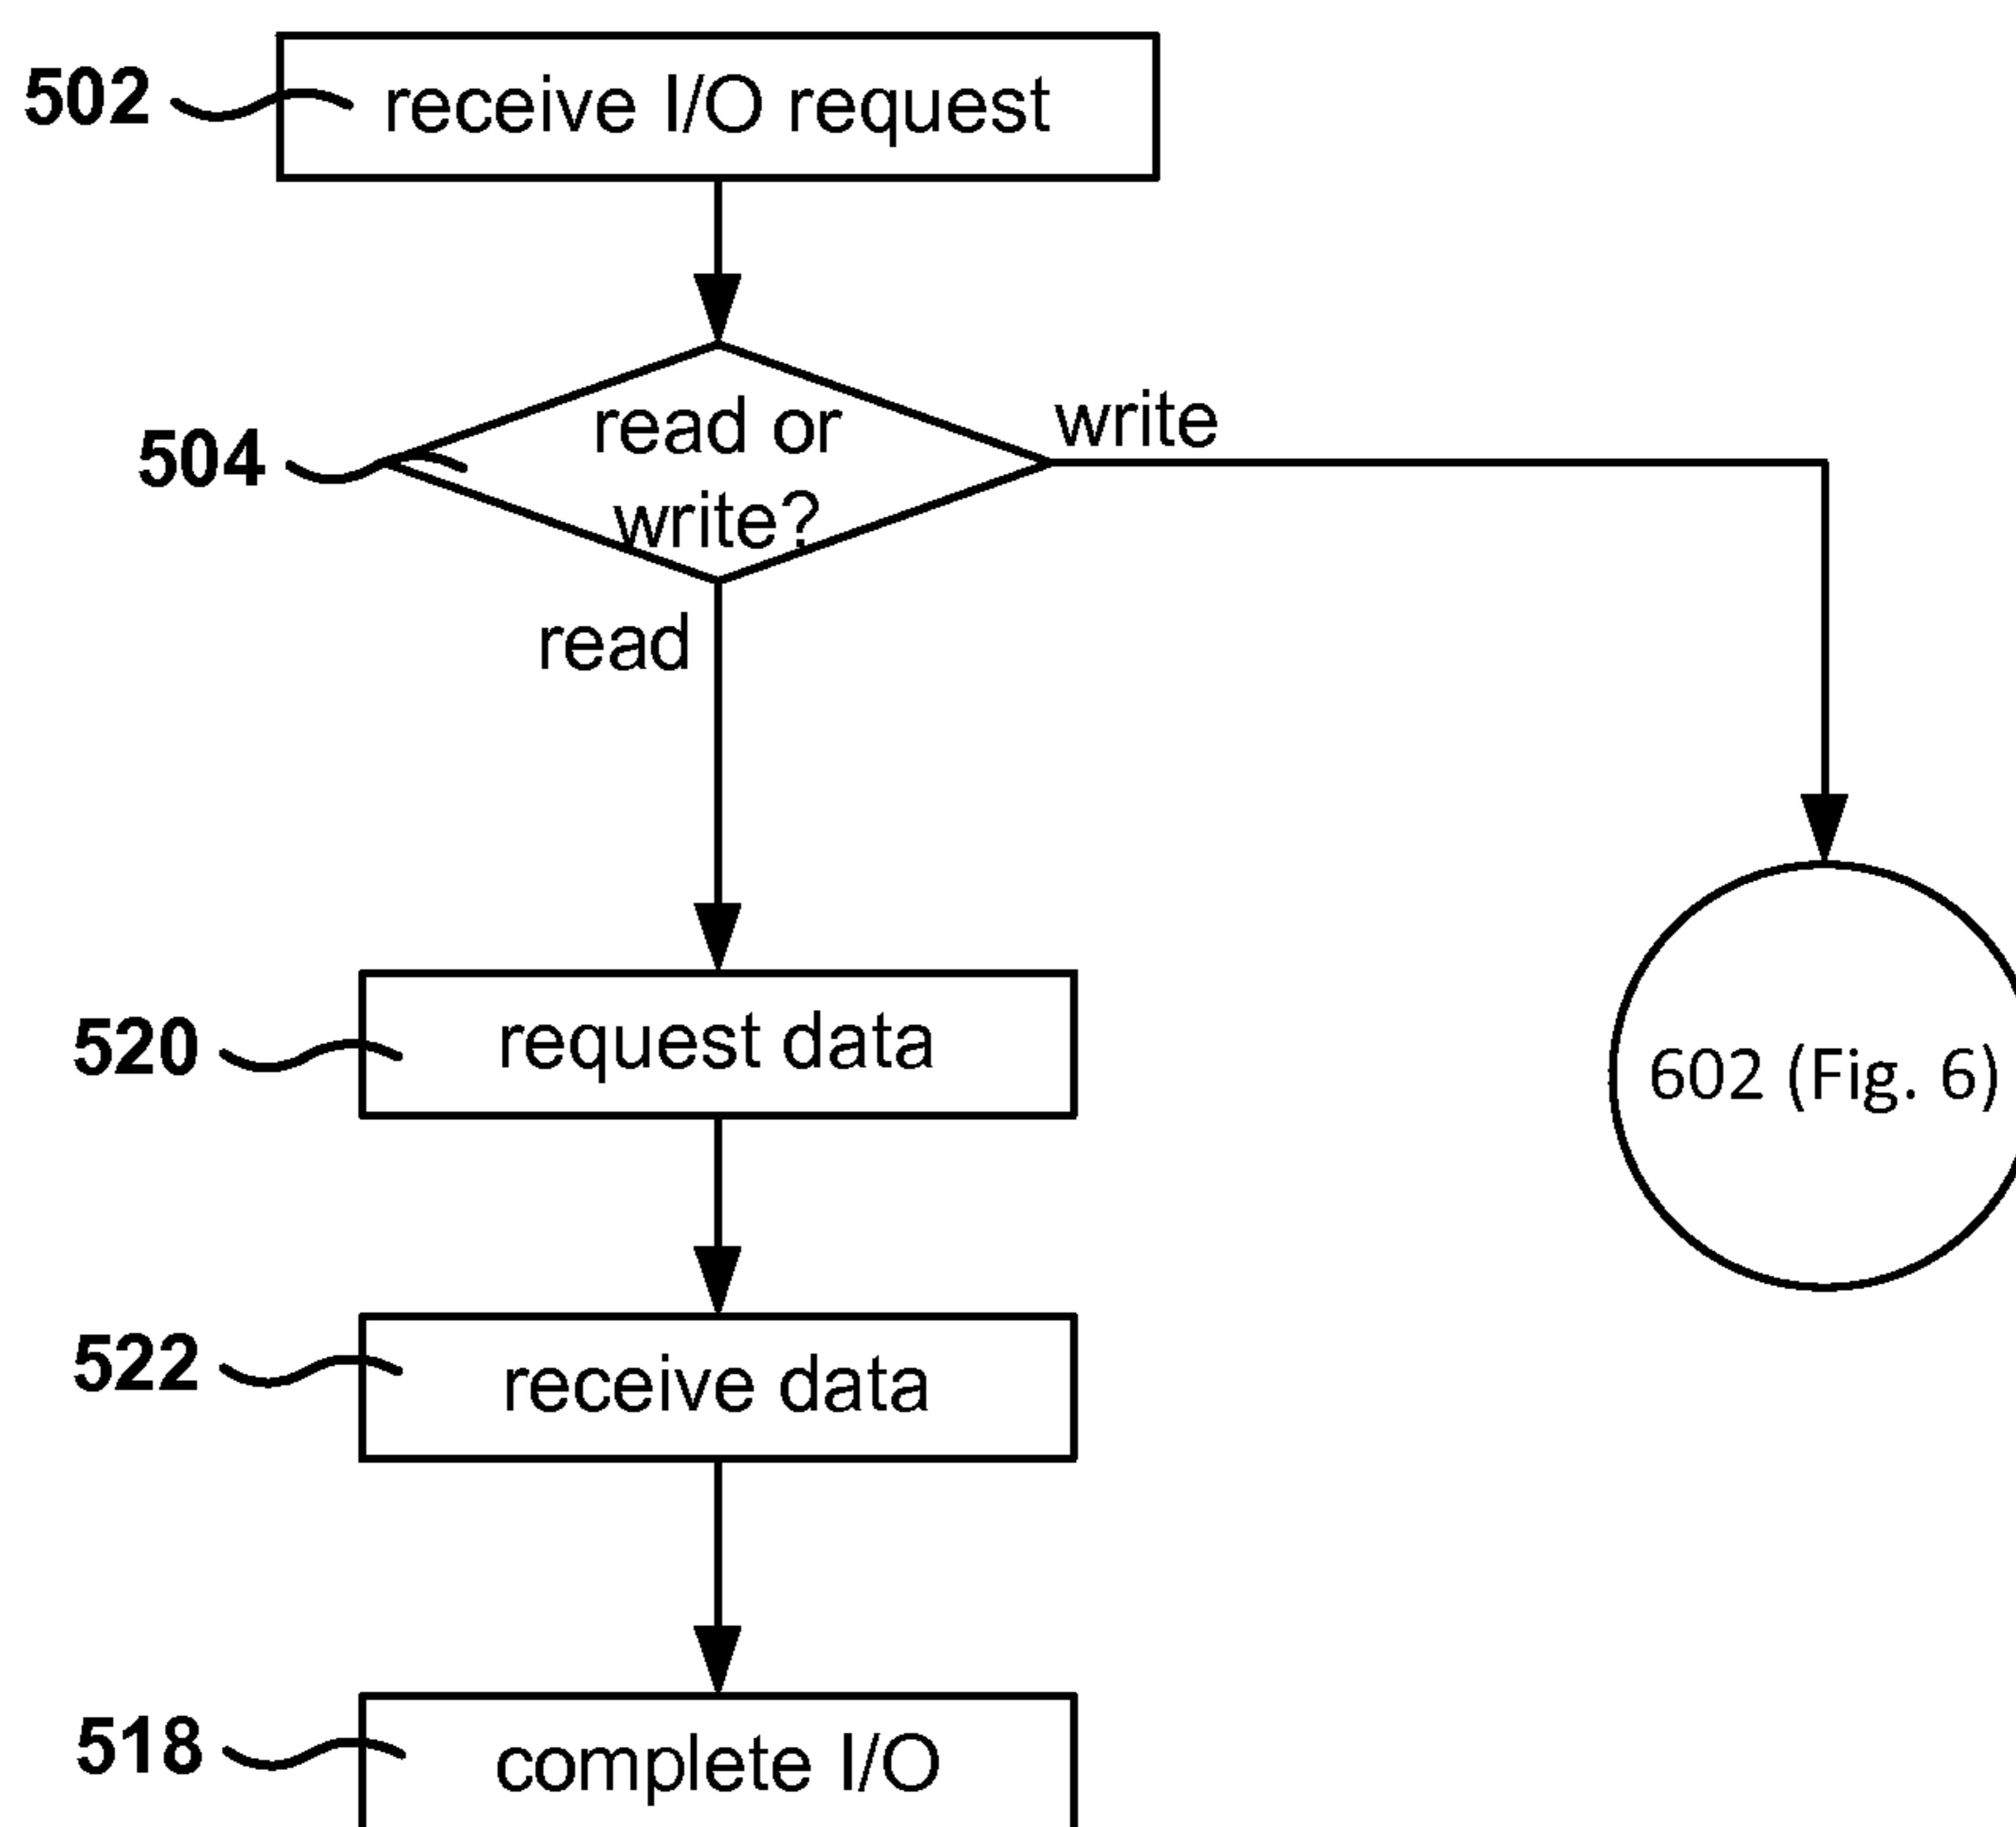 502 receive I/O request
504 read or
write?
write
read
520 request data
602 (Fig. 6)
522 receive data
518 complete I/O